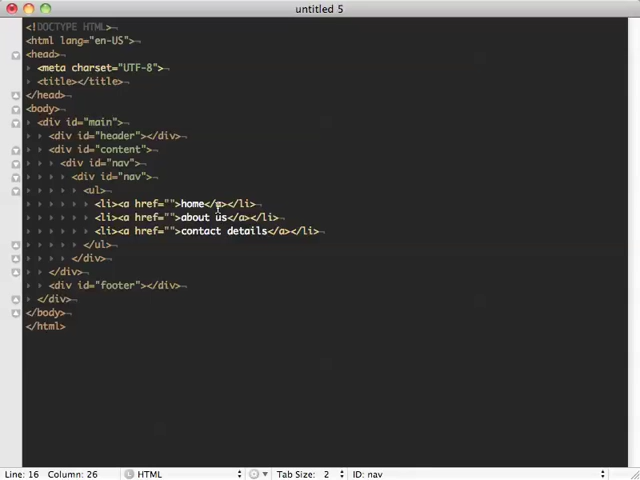 untitled 5
<!DOCTYPE HTML>
<html lang="en-US">
<head>
<meta charset="UTF-8">
<title></title>
</head>
<body>
<div id="main">
<div id="header"></div>
<div id="content">
<div id="nav">
<div id="nav">
<ul>
<li><a href="">home</a></li>
<li><a href="">about us</a></li>
<li><a href="">contact details</a></li>
</ul>
</div>
</div>
<div id="footer"></div>
</div>
</body>
</html>
Line: 16 Column: 26 HTML Tab Size: 2 ID: nav